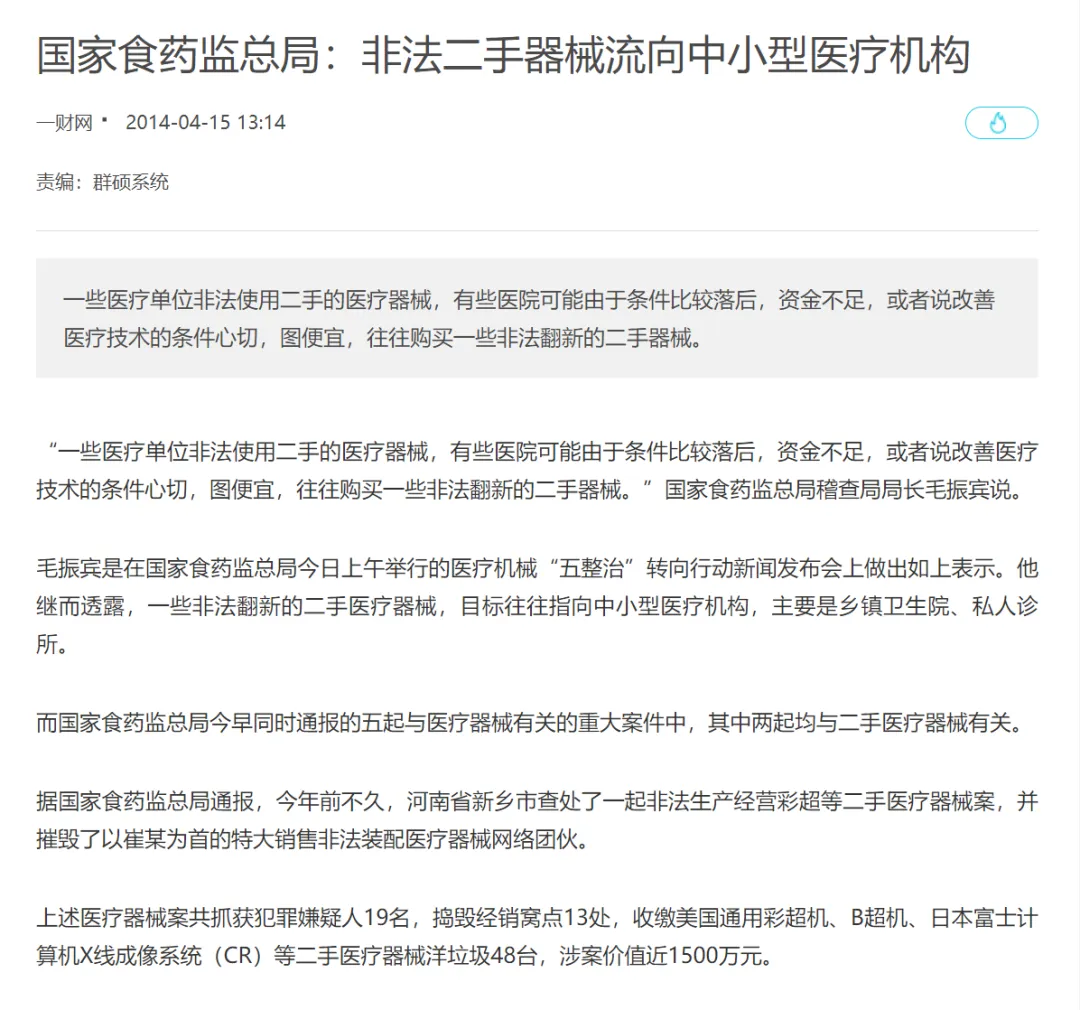 国家食药监总局：非法二手器械流向中小型医疗机构
一财网 · 2014-04-15 13:14
责编：群硕系统
一些医疗单位非法使用二手的医疗器械，有些医院可能由于条件比较落后，资金不足，或者说改善
医疗技术的条件心切，图便宜，往往购买一些非法翻新的二手器械。
“一些医疗单位非法使用二手的医疗器械，有些医院可能由于条件比较落后，资金不足，或者说改善医疗
技术的条件心切，图便宜，往往购买一些非法翻新的二手器械。”国家食药监总局稽查局局长毛振宾说。
毛振宾是在国家食药监总局今日上午举行的医疗机械“五整治”转向行动新闻发布会上做出如上表示。他
继而透露，一些非法翻新的二手医疗器械，目标往往指向中小型医疗机构，主要是乡镇卫生院、私人诊
所。
而国家食药监总局今早同时通报的五起与医疗器械有关的重大案件中，其中两起均与二手医疗器械有关。
据国家食药监总局通报，今年前不久，河南省新乡市查处了一起非法生产经营彩超等二手医疗器械案，并
摧毁了以崔某为首的特大销售非法装配医疗器械网络团伙。
上述医疗器械案共抓获犯罪嫌疑人19名，捣毁经销窝点13处，收缴美国通用彩超机、B超机、日本富士计
算机X线成像系统（CR）等二手医疗器械洋垃圾48台，涉案价值近1500万元。